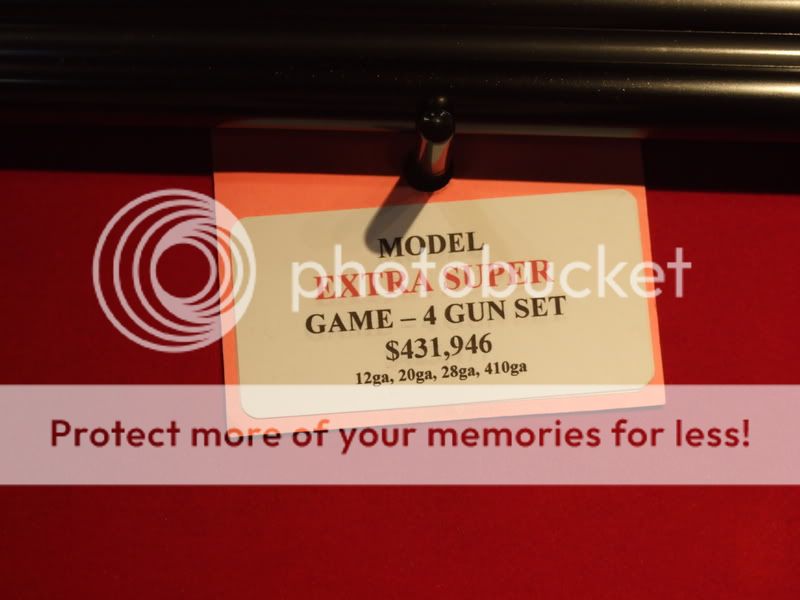 MODEL
EXTRA SUPER
GAME – 4 GUN SET
$431,946
12ga, 20ga, 28ga, 410ga
photobucket
Protect more of your memories for less!